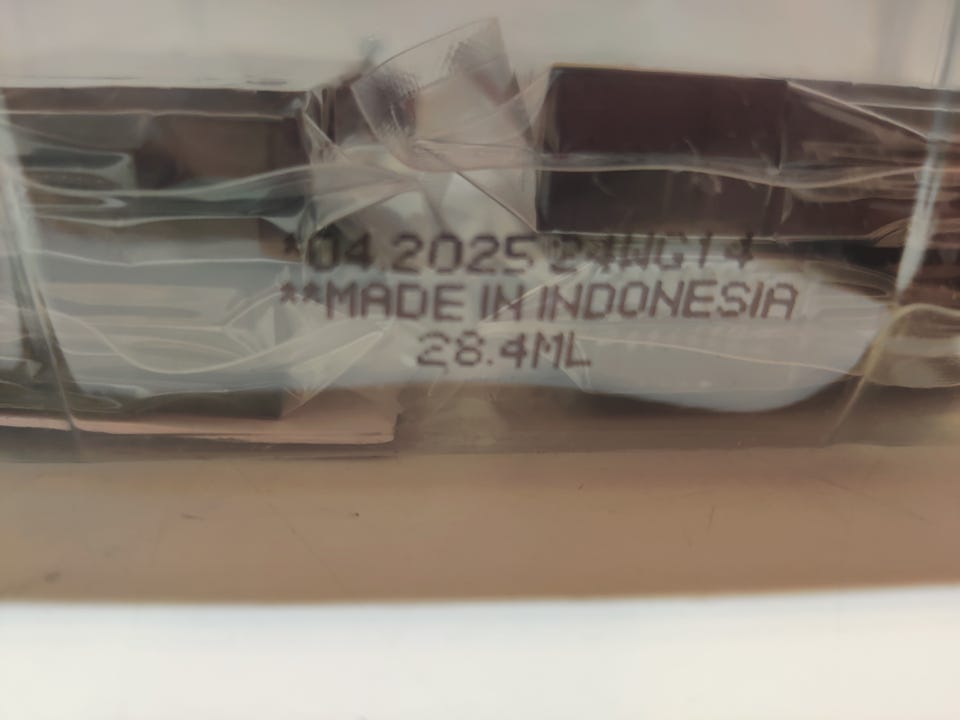 *04.2025 24WG14
**MADE IN INDONESIA
28.4ML